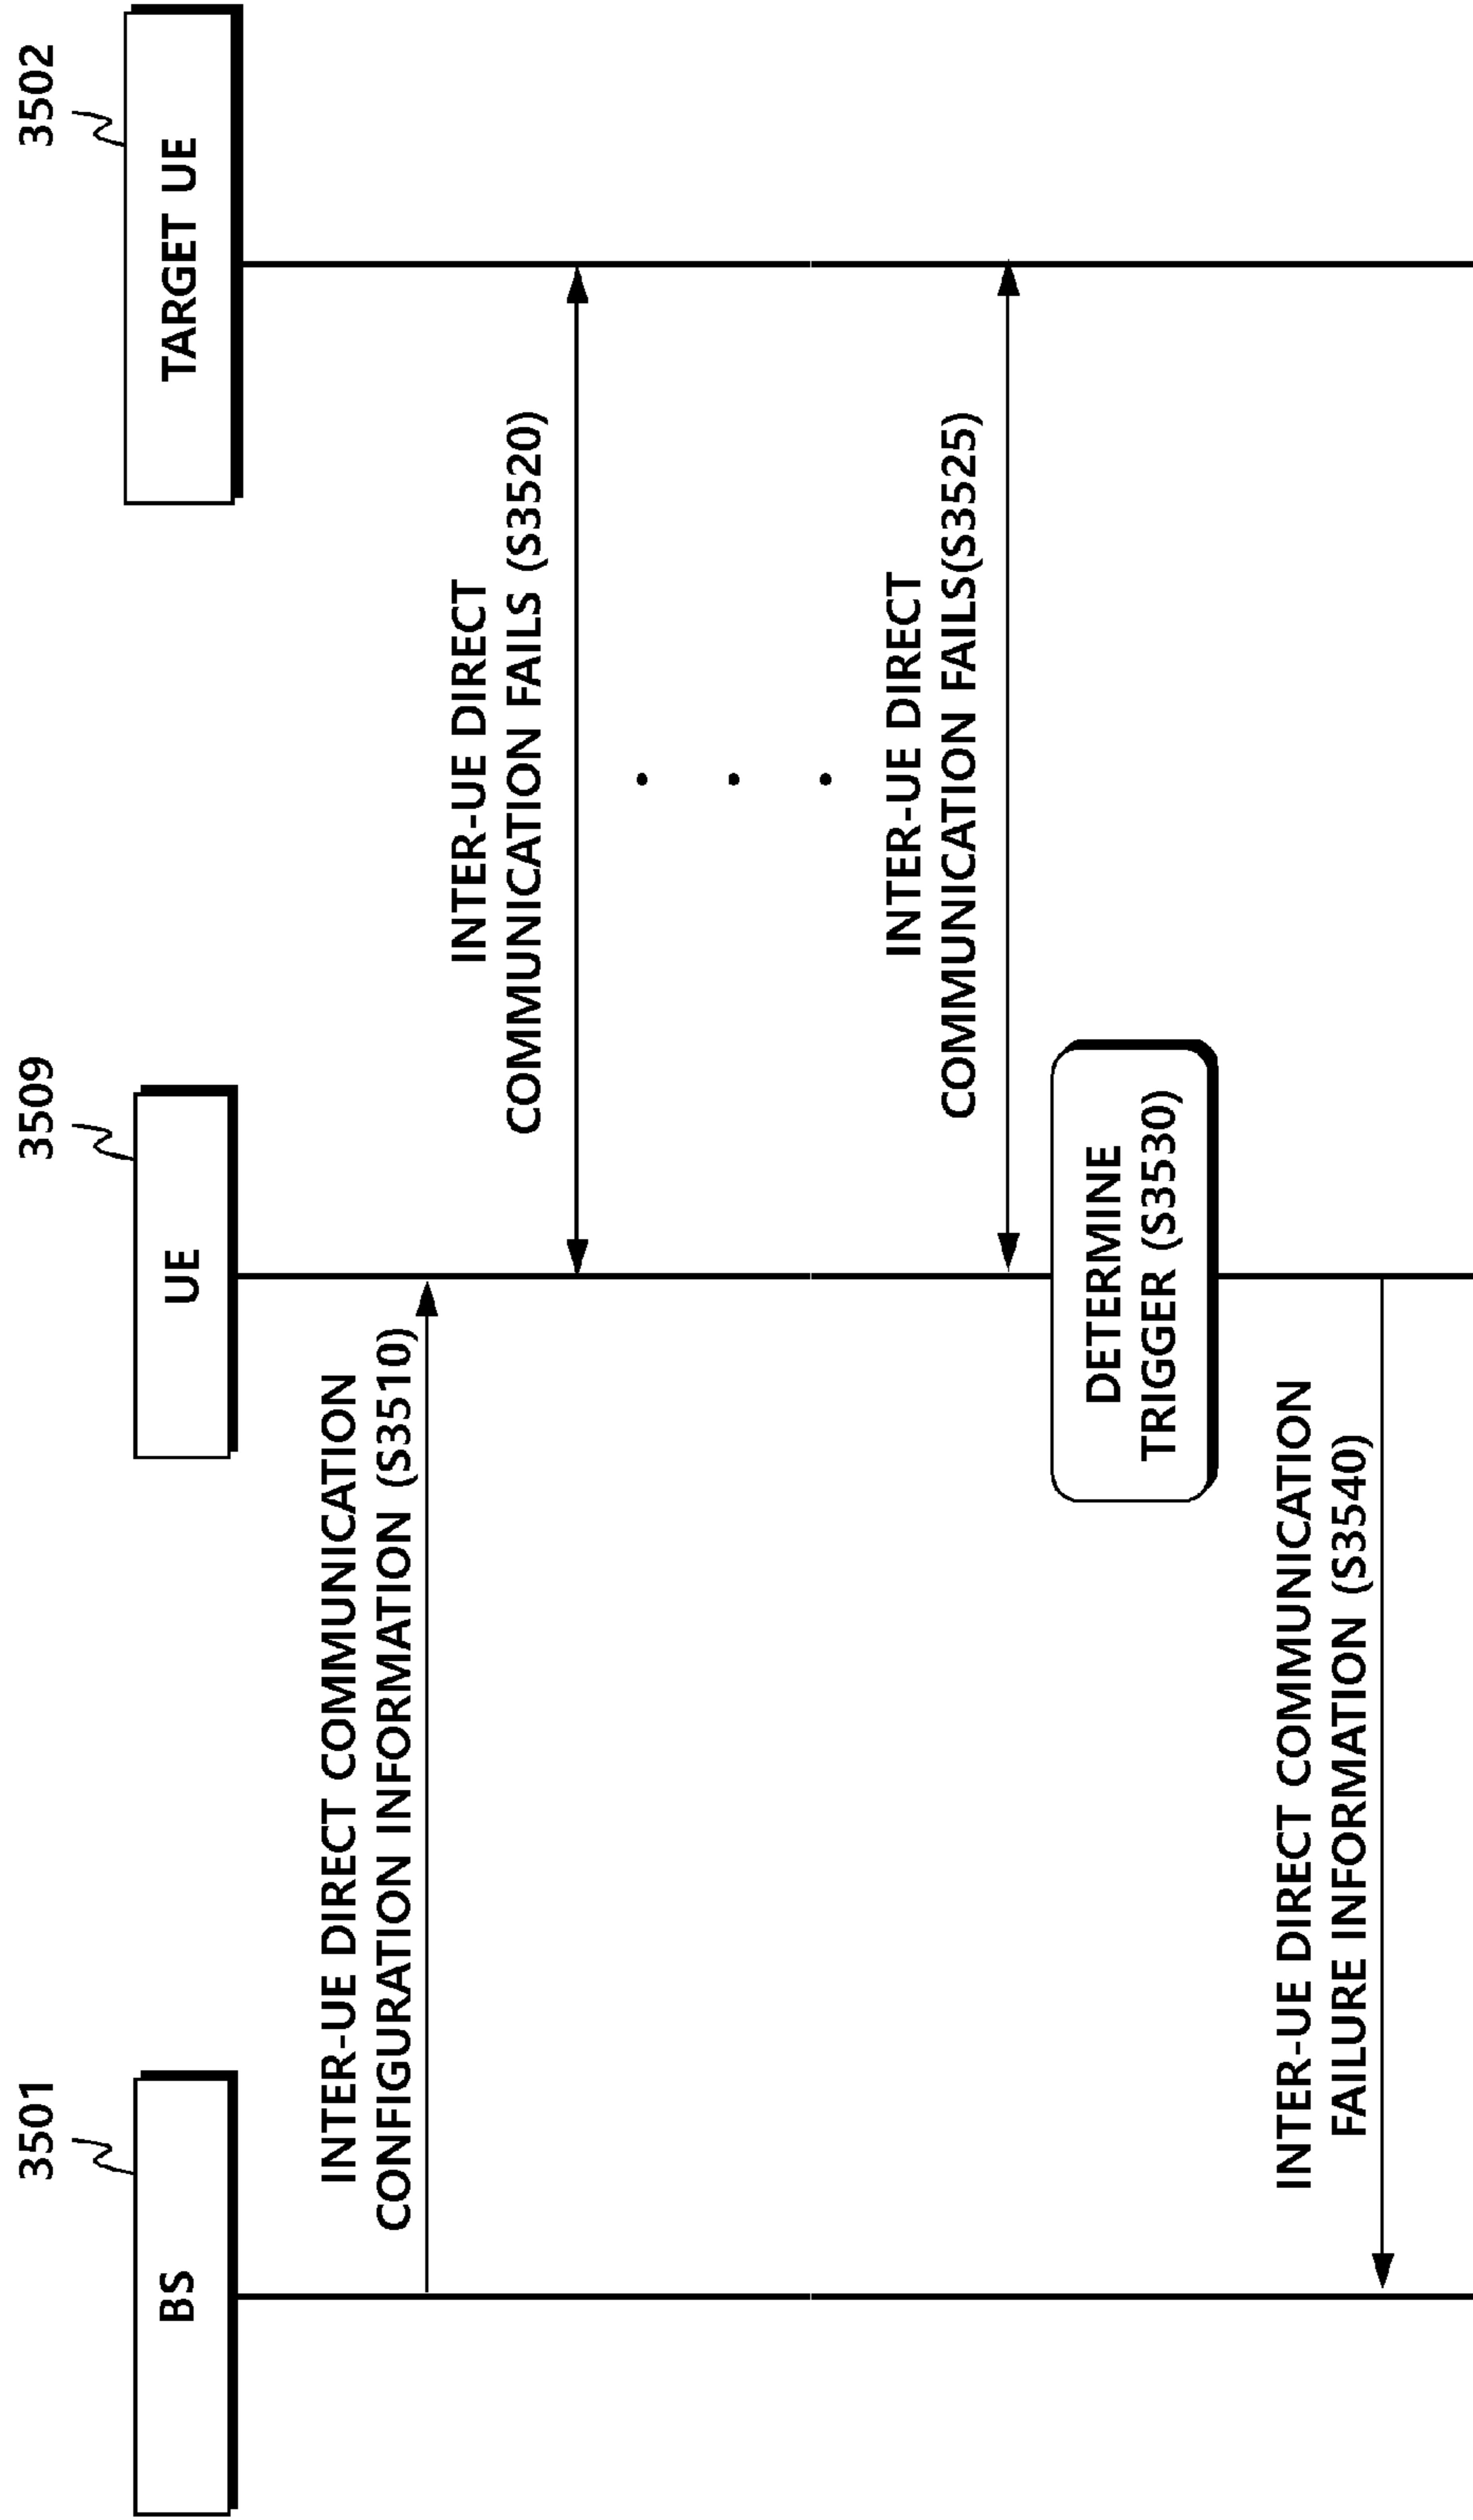 3501
3509
3502
BS
UE
TARGET UE
INTER-UE DIRECT COMMUNICATION
CONFIGURATION INFORMATION (S3510)
INTER-UE DIRECT
COMMUNICATION FAILS (S3520)
INTER-UE DIRECT
COMMUNICATION FAILS(S3525)
DETERMINE
TRIGGER (S3530)
INTER-UE DIRECT COMMUNICATION
FAILURE INFORMATION (S3540)